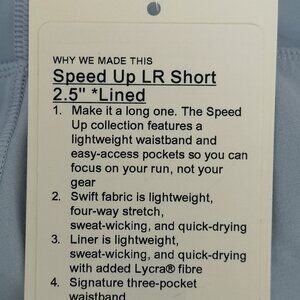 WHY WE MADE THIS
Speed Up LR Short
2.5" *Lined
1. Make it a long one. The Speed
Up collection features a
lightweight waistband and
easy-access pockets so you can
focus on your run, not your
gear
2. Swift fabric is lightweight,
four-way stretch,
sweat-wicking, and quick-drying
3. Liner is lightweight,
sweat-wicking, and quick-drying
with added Lycra® fibre
4. Signature three-pocket
waistband